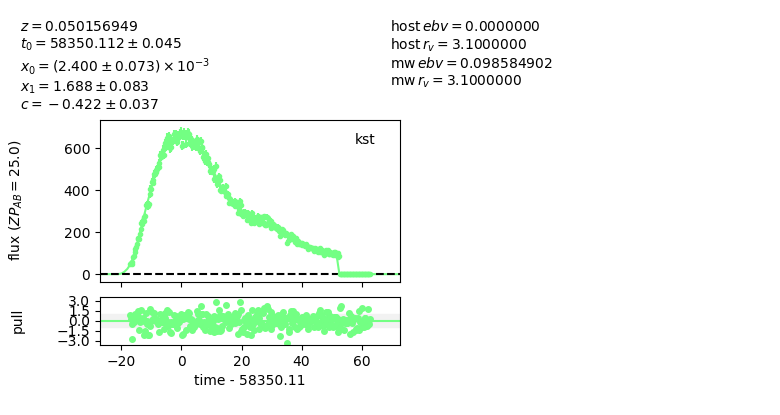 z = 0.050156949
t₀ = 58350.112 ± 0.045
x₀ = (2.400 ± 0.073) × 10⁻³
x₁ = 1.688 ± 0.083
c = −0.422 ± 0.037
host ebv = 0.0000000
host r_v = 3.1000000
mw ebv = 0.098584902
mw r_v = 3.1000000
kst
600
400
200
0
flux (ZP_AB = 25.0)
3.0
1.5
0.0
−1.5
−3.0
pull
−20 0 20 40 60
time - 58350.11